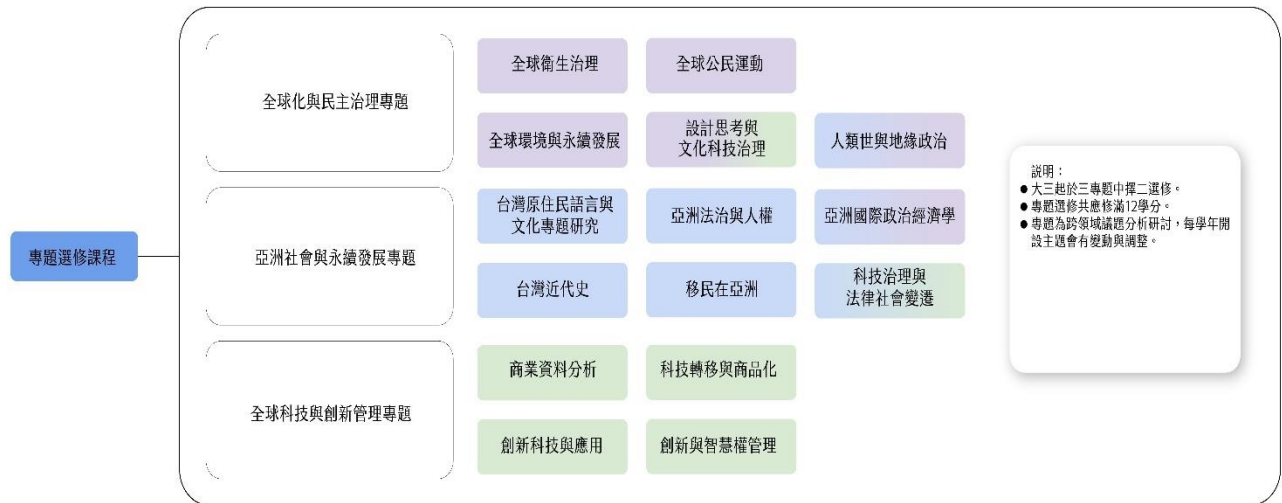 專題選修課程
全球化與民主治理專題
全球衛生治理
全球公民運動
全球環境與永續發展
設計思考與
文化科技治理
人類世與地緣政治
亞洲社會與永續發展專題
台灣原住民語言與
文化專題研究
亞洲法治與人權
亞洲國際政治經濟學
台灣近代史
移民在亞洲
科技治理與
法律社會變遷
全球科技與創新管理專題
商業資料分析
科技轉移與商品化
創新科技與應用
創新與智慧權管理
說明：
● 大三起於三專題中擇二選修。
● 專題選修共應修滿12學分。
● 專題為跨領域議題分析研討，每學年開
設主題會有變動與調整。